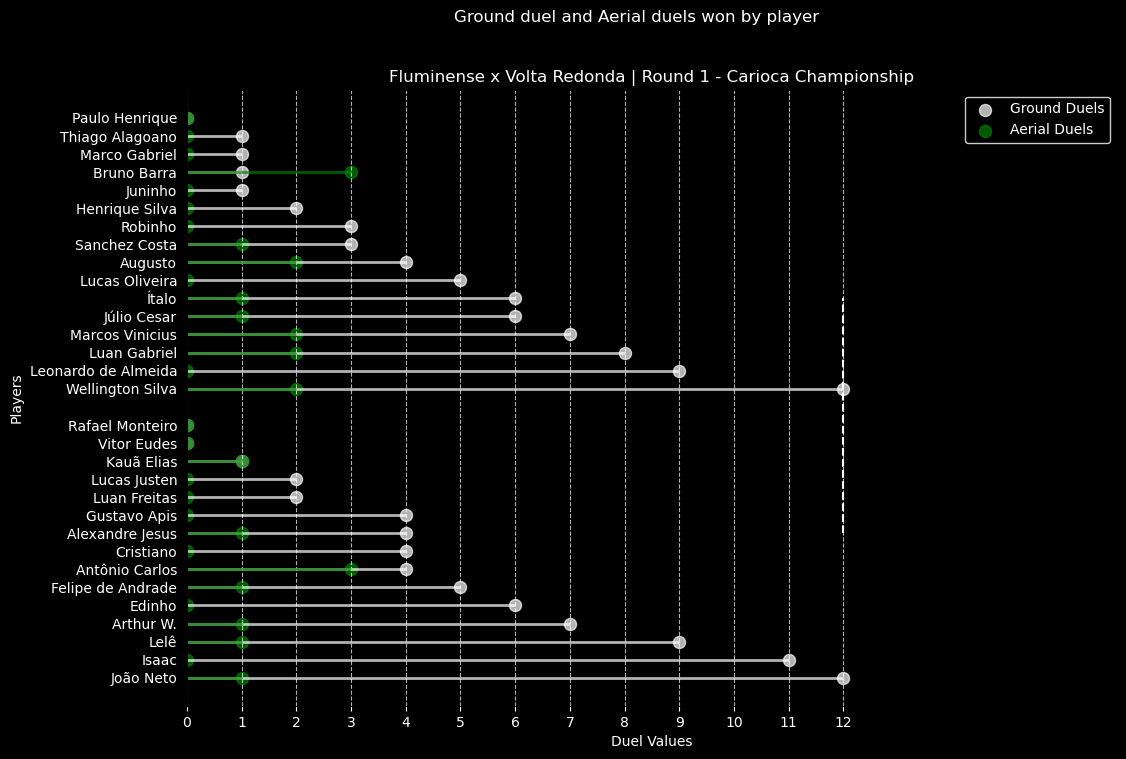 Ground duel and Aerial duels won by player
Fluminense x Volta Redonda | Round 1 - Carioca Championship
Ground Duels
Aerial Duels
Players
Paulo Henrique
Thiago Alagoano
Marco Gabriel
Bruno Barra
Juninho
Henrique Silva
Robinho
Sanchez Costa
Augusto
Lucas Oliveira
Ítalo
Júlio Cesar
Marcos Vinicius
Luan Gabriel
Leonardo de Almeida
Wellington Silva
Rafael Monteiro
Vitor Eudes
Kauã Elias
Lucas Justen
Luan Freitas
Gustavo Apis
Alexandre Jesus
Cristiano
Antônio Carlos
Felipe de Andrade
Edinho
Arthur W.
Lelê
Isaac
João Neto
0 1 2 3 4 5 6 7 8 9 10 11 12
Duel Values